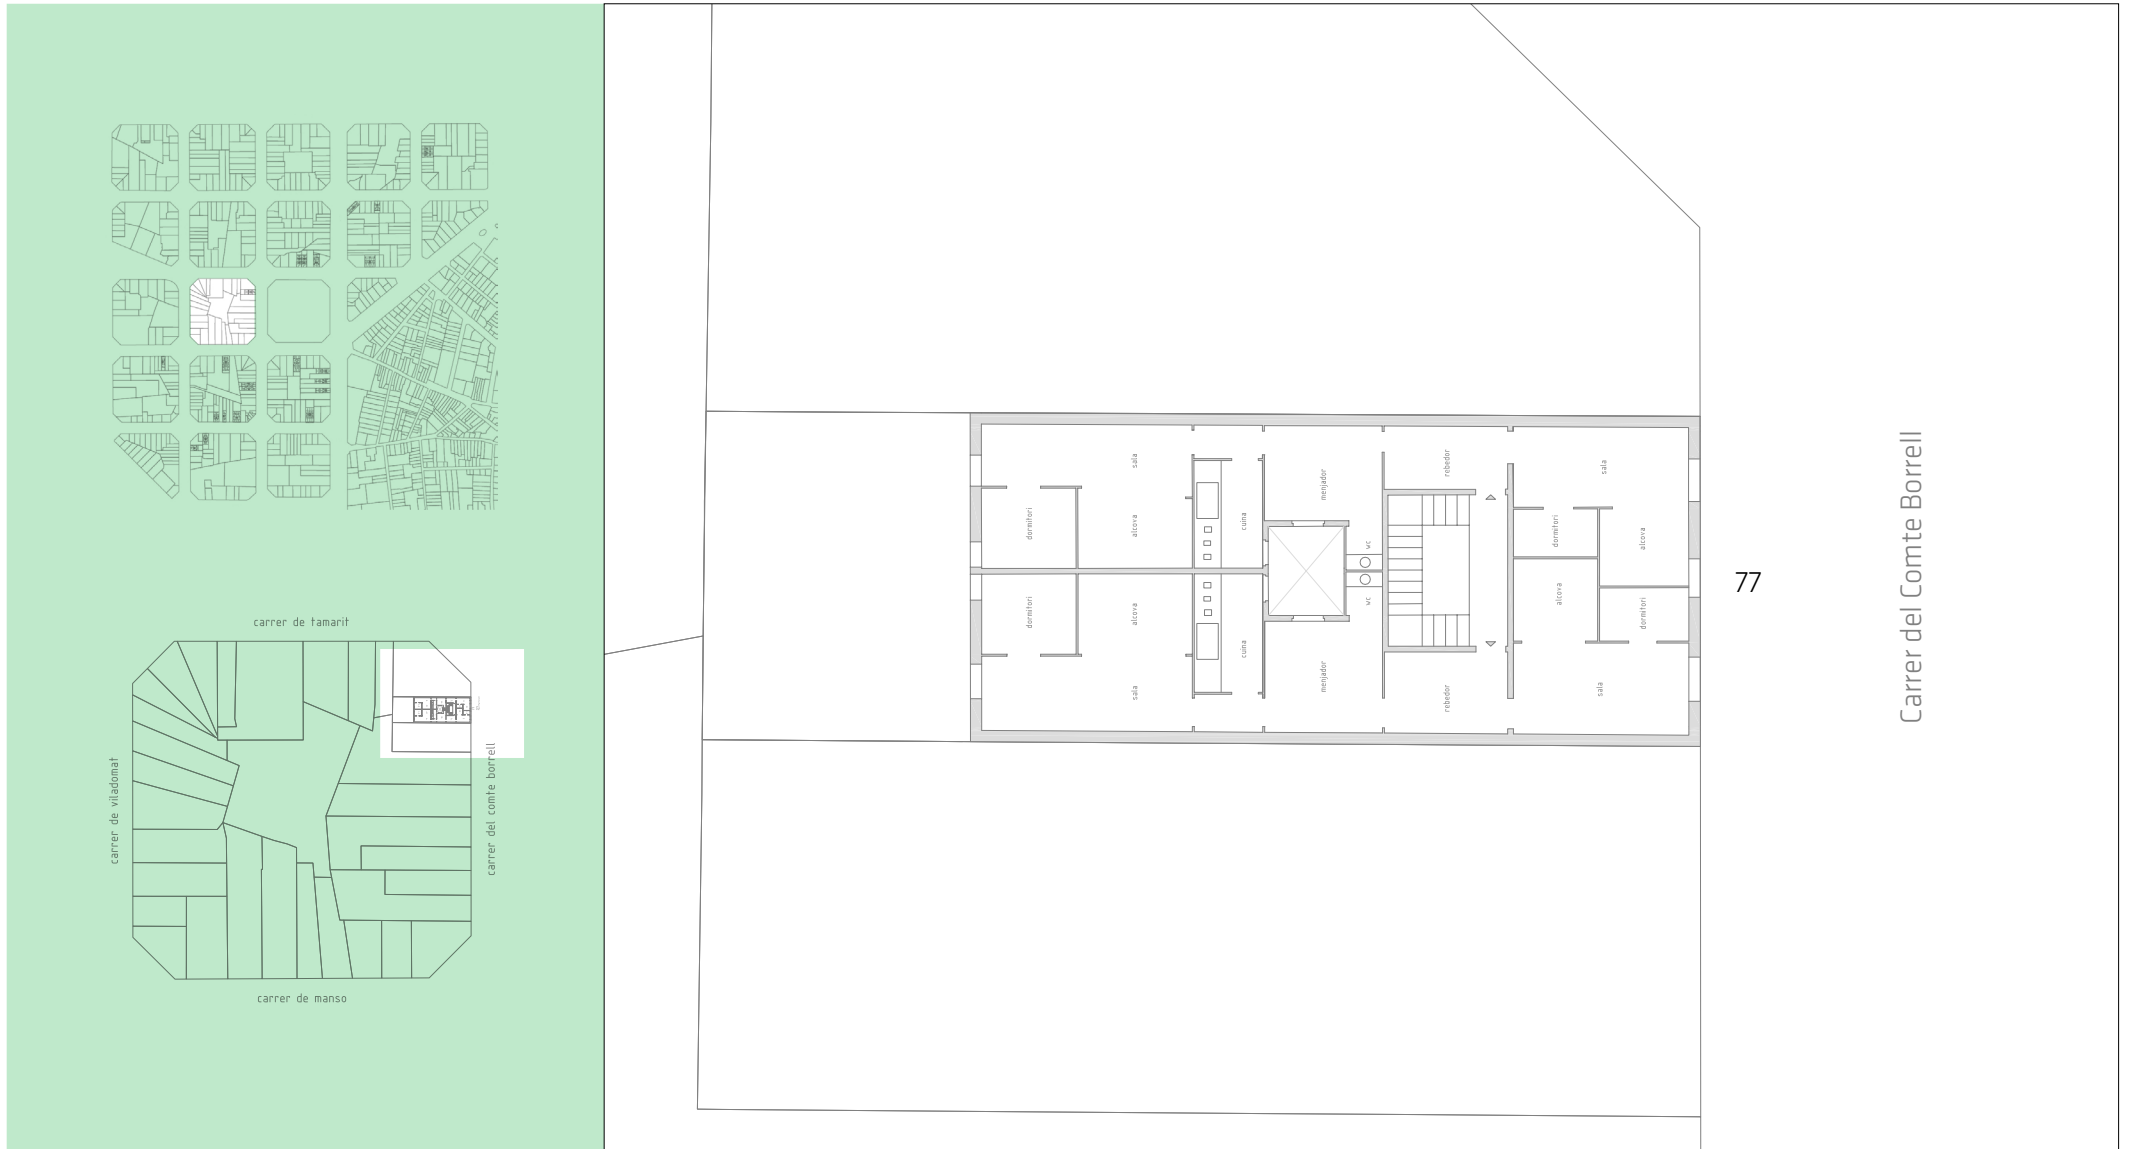 carrer de tamarit
carrer de viladomat
carrer del comte borrell
carrer de manso
sala
menjador
rebedor
sala
dormitori
alcova
cuina
wc
dormitori
alcova
dormitori
alcova
cuina
wc
alcova
dormitori
sala
menjador
rebedor
sala
77
Carrer del Comte Borrell